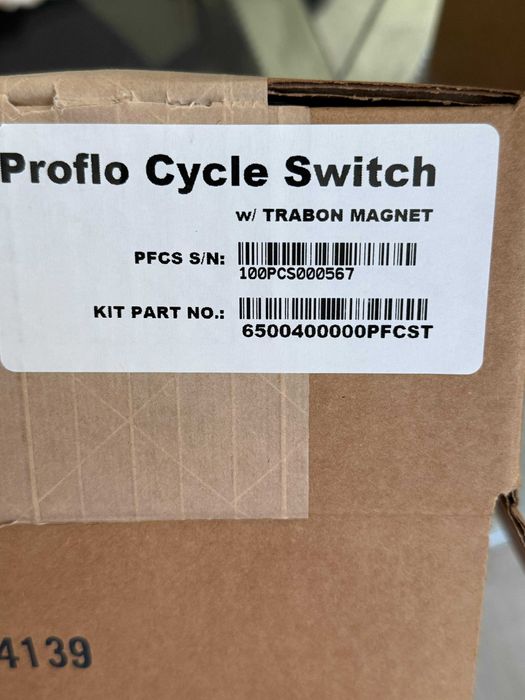 Proflo Cycle Switch
w/ TRABON MAGNET
PFCS S/N:
100PCS000567
KIT PART NO.:
6500400000PFCST
4139